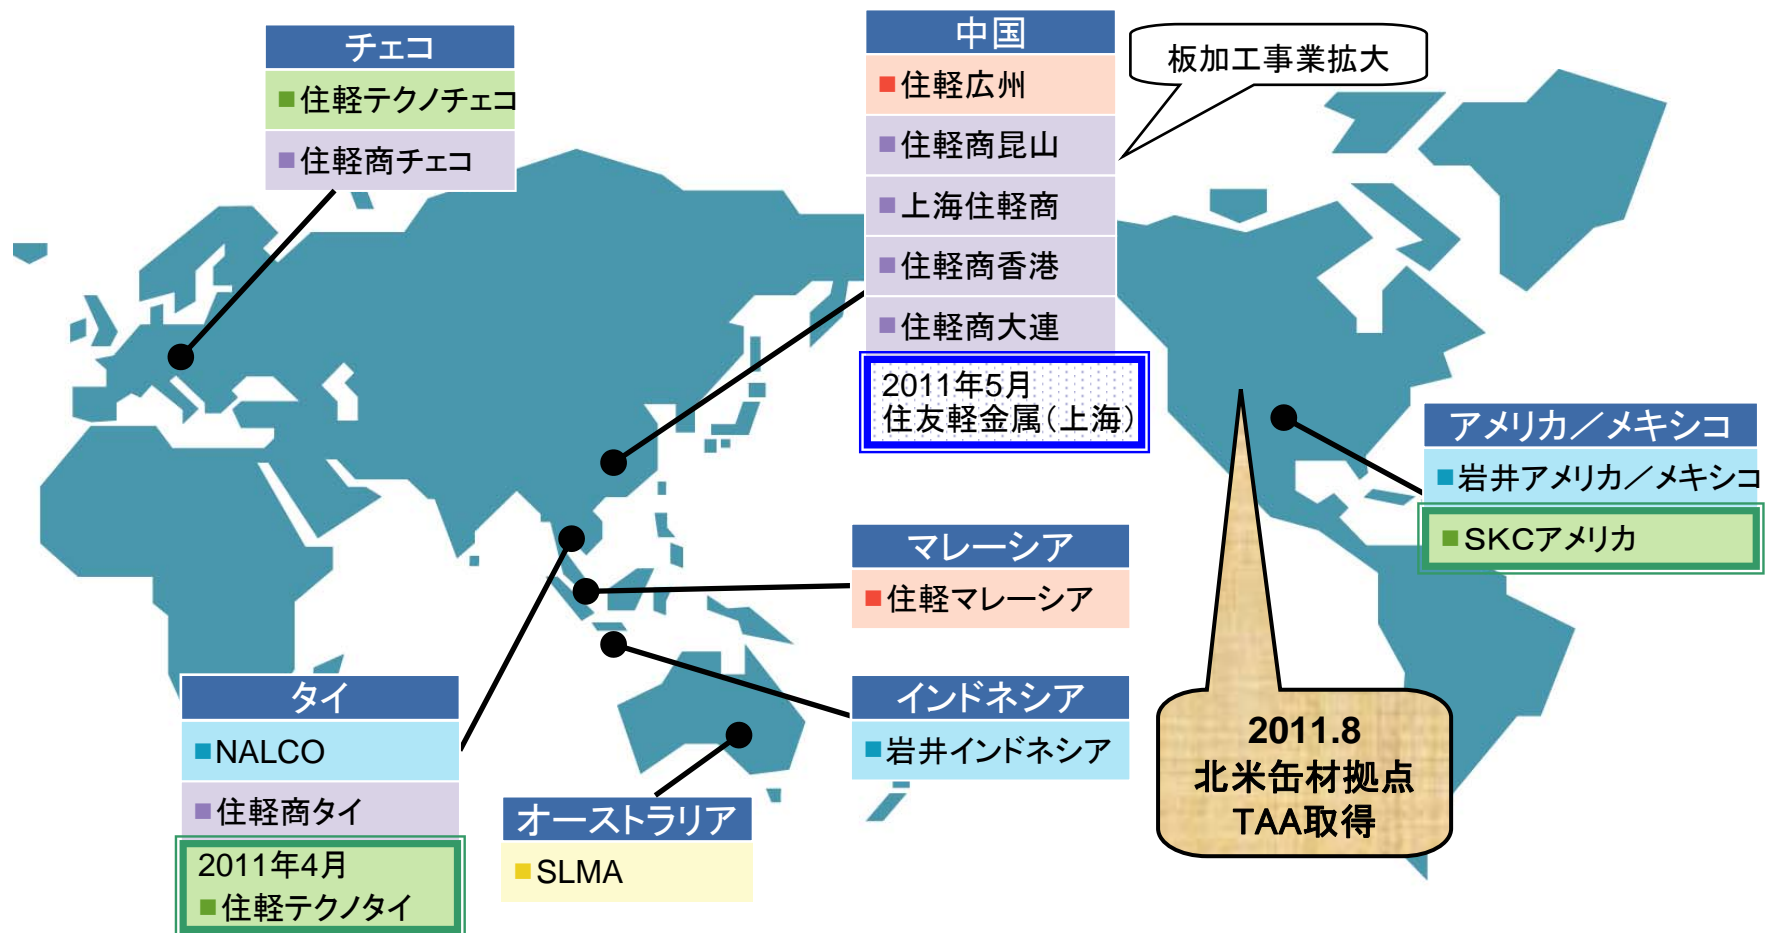 チェコ
■住軽テクノチェコ
■住軽商チェコ
中国
■住軽広州
■住軽商昆山
■上海住軽商
■住軽商香港
■住軽商大連
2011年5月
住友軽金属(上海)
板加工事業拡大
アメリカ／メキシコ
■岩井アメリカ／メキシコ
■SKCアメリカ
マレーシア
■住軽マレーシア
インドネシア
■岩井インドネシア
タイ
■NALCO
■住軽商タイ
2011年4月
■住軽テクノタイ
オーストラリア
■SLMA
2011.8
北米缶材拠点
TAA取得